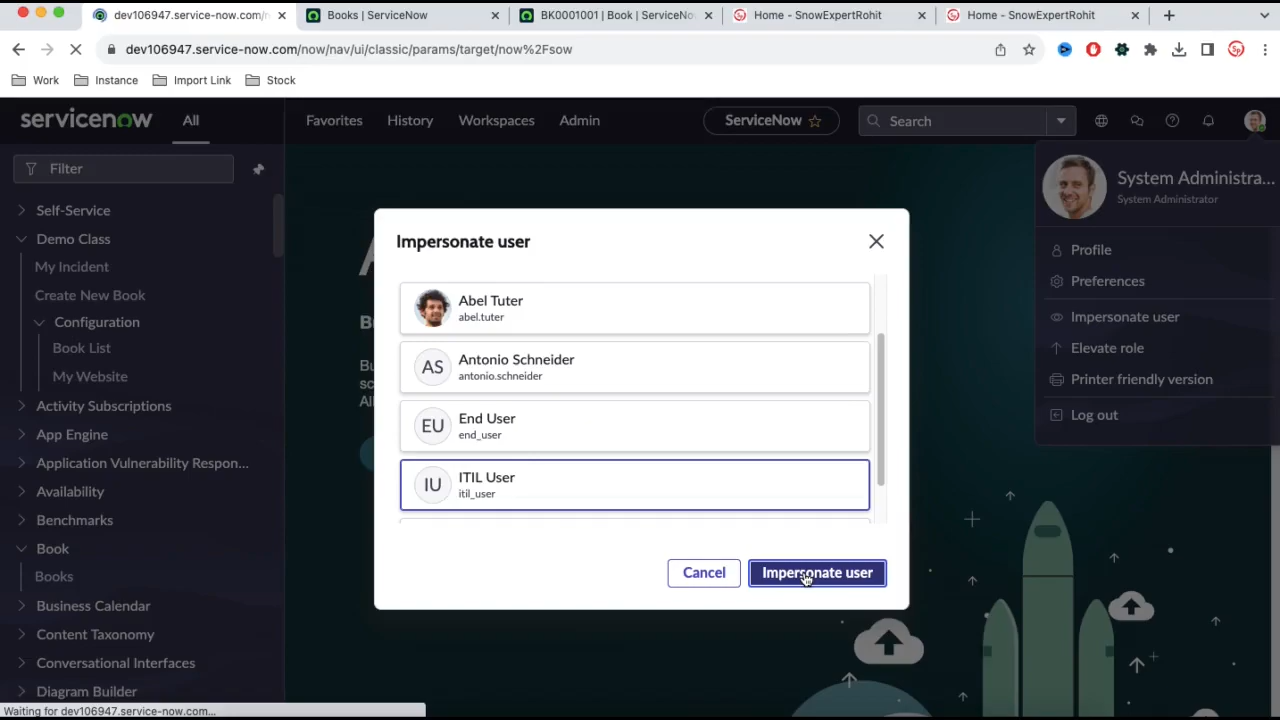 dev106947.service-now.com/n
Books | ServiceNow
BK0001001 | Book | ServiceNo
Home - SnowExpertRohit
Home - SnowExpertRohit
dev106947.service-now.com/now/nav/ui/classic/params/target/now%2Fsow
Work
Instance
Import Link
Stock
servicenow
All
Favorites
History
Workspaces
Admin
ServiceNow
Search
Filter
Self-Service
Demo Class
My Incident
Create New Book
Configuration
Book List
My Website
Activity Subscriptions
App Engine
Application Vulnerability Respon...
Availability
Benchmarks
Book
Books
Business Calendar
Content Taxonomy
Conversational Interfaces
Diagram Builder
Impersonate user
Abel Tuter
abel.tuter
AS
Antonio Schneider
antonio.schneider
EU
End User
end_user
IU
ITIL User
itil_user
Cancel
Impersonate user
System Administra...
System Administrator
Profile
Preferences
Impersonate user
Elevate role
Printer friendly version
Log out
Waiting for dev106947.service-now.com...